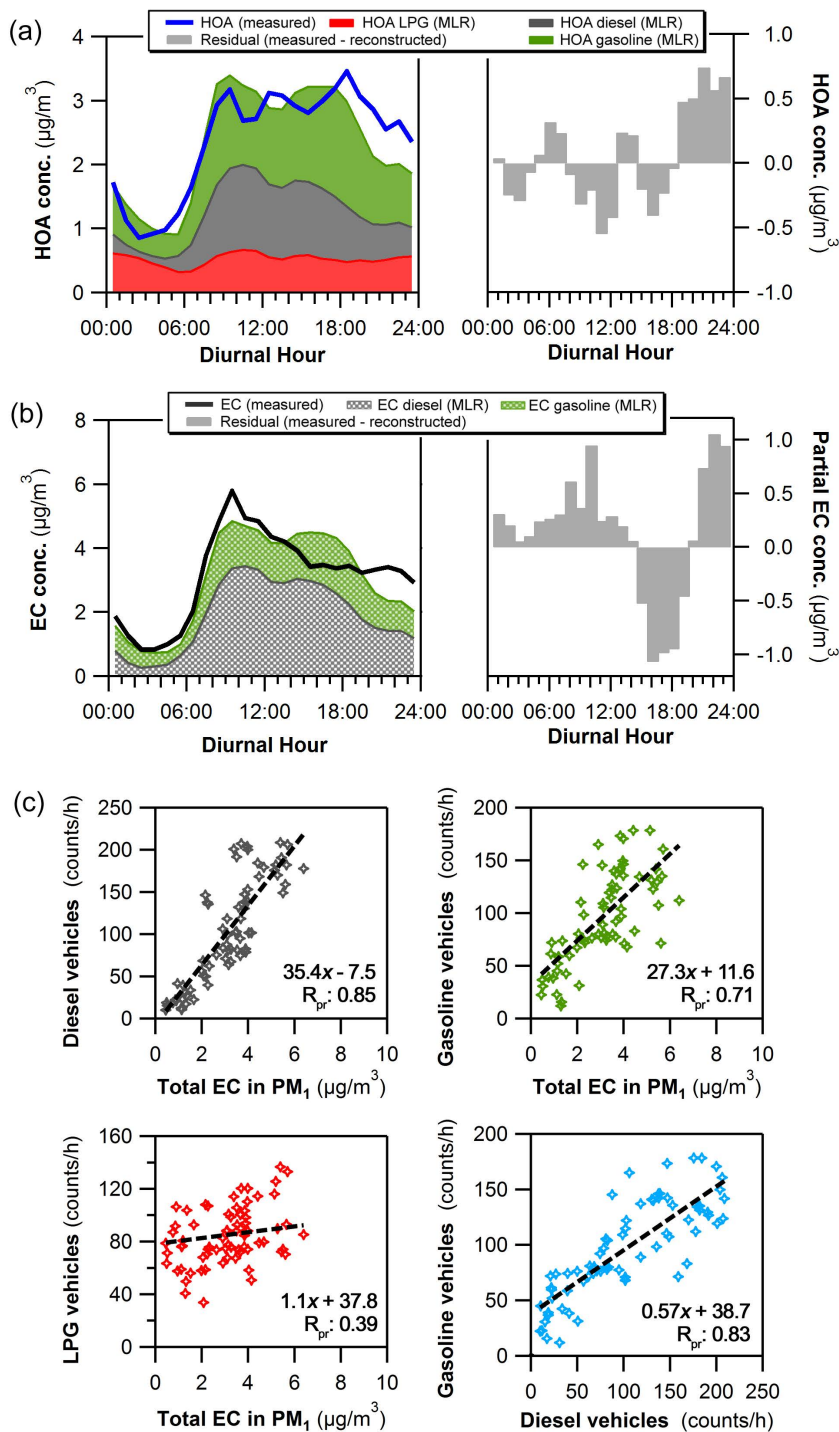 (a)
HOA (measured) HOA LPG (MLR) HOA diesel (MLR)
Residual (measured - reconstructed) HOA gasoline (MLR)
HOA conc. (µg/m³)
4
3
2
1
0
00:00 06:00 12:00 18:00 24:00
Diurnal Hour
1.0
0.5
0.0
-0.5
-1.0
HOA conc. (µg/m³)
00:00 06:00 12:00 18:00 24:00
Diurnal Hour
(b)
EC (measured) EC diesel (MLR) EC gasoline (MLR)
Residual (measured - reconstructed)
EC conc. (µg/m³)
8
6
4
2
0
00:00 06:00 12:00 18:00 24:00
Diurnal Hour
1.0
0.5
0.0
-0.5
-1.0
Partial EC conc. (µg/m³)
00:00 06:00 12:00 18:00 24:00
Diurnal Hour
(c)
Diesel vehicles (counts/h)
250
200
150
100
50
0
35.4x - 7.5
Rpr: 0.85
0 2 4 6 8 10
Total EC in PM₁ (µg/m³)
Gasoline vehicles (counts/h)
200
150
100
50
0
27.3x + 11.6
Rpr: 0.71
0 2 4 6 8 10
Total EC in PM₁ (µg/m³)
LPG vehicles (counts/h)
160
120
80
40
0
1.1x + 37.8
Rpr: 0.39
0 2 4 6 8 10
Total EC in PM₁ (µg/m³)
Gasoline vehicles (counts/h)
200
150
100
50
0
0.57x + 38.7
Rpr: 0.83
0 50 100 150 200 250
Diesel vehicles (counts/h)